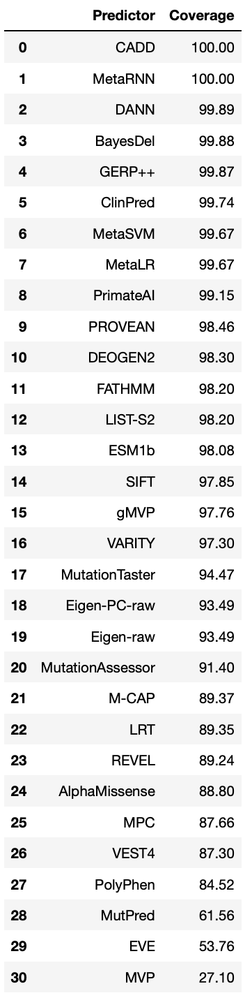 Predictor Coverage
0 CADD 100.00
1 MetaRNN 100.00
2 DANN 99.89
3 BayesDel 99.88
4 GERP++ 99.87
5 ClinPred 99.74
6 MetaSVM 99.67
7 MetaLR 99.67
8 PrimateAI 99.15
9 PROVEAN 98.46
10 DEOGEN2 98.30
11 FATHMM 98.20
12 LIST-S2 98.20
13 ESM1b 98.08
14 SIFT 97.85
15 gMVP 97.76
16 VARITY 97.30
17 MutationTaster 94.47
18 Eigen-PC-raw 93.49
19 Eigen-raw 93.49
20 MutationAssessor 91.40
21 M-CAP 89.37
22 LRT 89.35
23 REVEL 89.24
24 AlphaMissense 88.80
25 MPC 87.66
26 VEST4 87.30
27 PolyPhen 84.52
28 MutPred 61.56
29 EVE 53.76
30 MVP 27.10